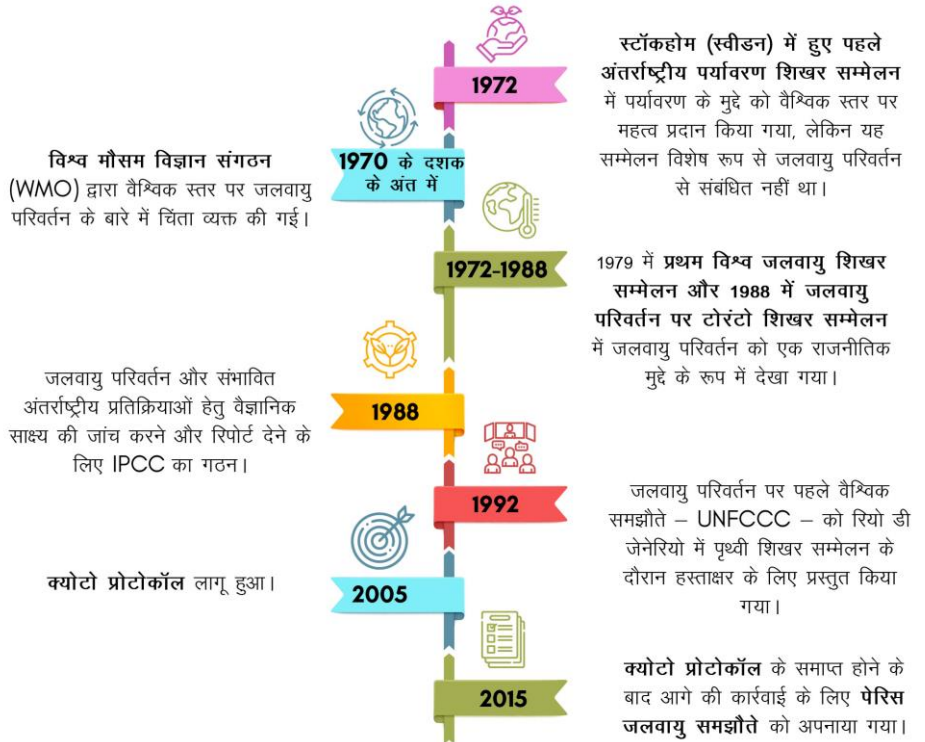 1972
स्टॉकहोम (स्वीडन) में हुए पहले
अंतर्राष्ट्रीय पर्यावरण शिखर सम्मेलन
में पर्यावरण के मुद्दे को वैश्विक स्तर पर
महत्व प्रदान किया गया, लेकिन यह
सम्मेलन विशेष रूप से जलवायु परिवर्तन
से संबंधित नहीं था।
1970 के दशक
के अंत में
विश्व मौसम विज्ञान संगठन
(WMO) द्वारा वैश्विक स्तर पर जलवायु
परिवर्तन के बारे में चिंता व्यक्त की गई।
1972-1988
1979 में प्रथम विश्व जलवायु शिखर
सम्मेलन और 1988 में जलवायु
परिवर्तन पर टोरंटो शिखर सम्मेलन
में जलवायु परिवर्तन को एक राजनीतिक
मुद्दे के रूप में देखा गया।
1988
जलवायु परिवर्तन और संभावित
अंतर्राष्ट्रीय प्रतिक्रियाओं हेतु वैज्ञानिक
साक्ष्य की जांच करने और रिपोर्ट देने के
लिए IPCC का गठन।
1992
जलवायु परिवर्तन पर पहले वैश्विक
समझौते – UNFCCC – को रियो डी
जेनेरियो में पृथ्वी शिखर सम्मेलन के
दौरान हस्ताक्षर के लिए प्रस्तुत किया
गया।
2005
क्योटो प्रोटोकॉल लागू हुआ।
2015
क्योटो प्रोटोकॉल के समाप्त होने के
बाद आगे की कार्रवाई के लिए पेरिस
जलवायु समझौते को अपनाया गया।